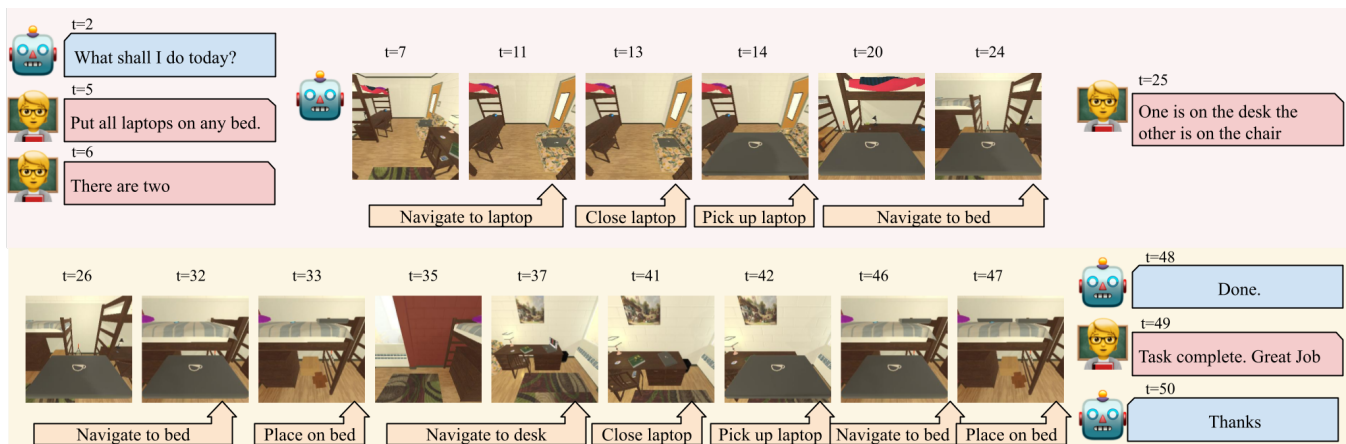 t=2
What shall I do today?
t=5
Put all laptops on any bed.
t=6
There are two
t=7
t=11
t=13
t=14
t=20
t=24
Navigate to laptop
Close laptop
Pick up laptop
Navigate to bed
t=25
One is on the desk the
other is on the chair
t=26
t=32
t=33
t=35
t=37
t=41
t=42
t=46
t=47
Navigate to bed
Place on bed
Navigate to desk
Close laptop
Pick up laptop
Navigate to bed
Place on bed
t=48
Done.
t=49
Task complete. Great Job
t=50
Thanks